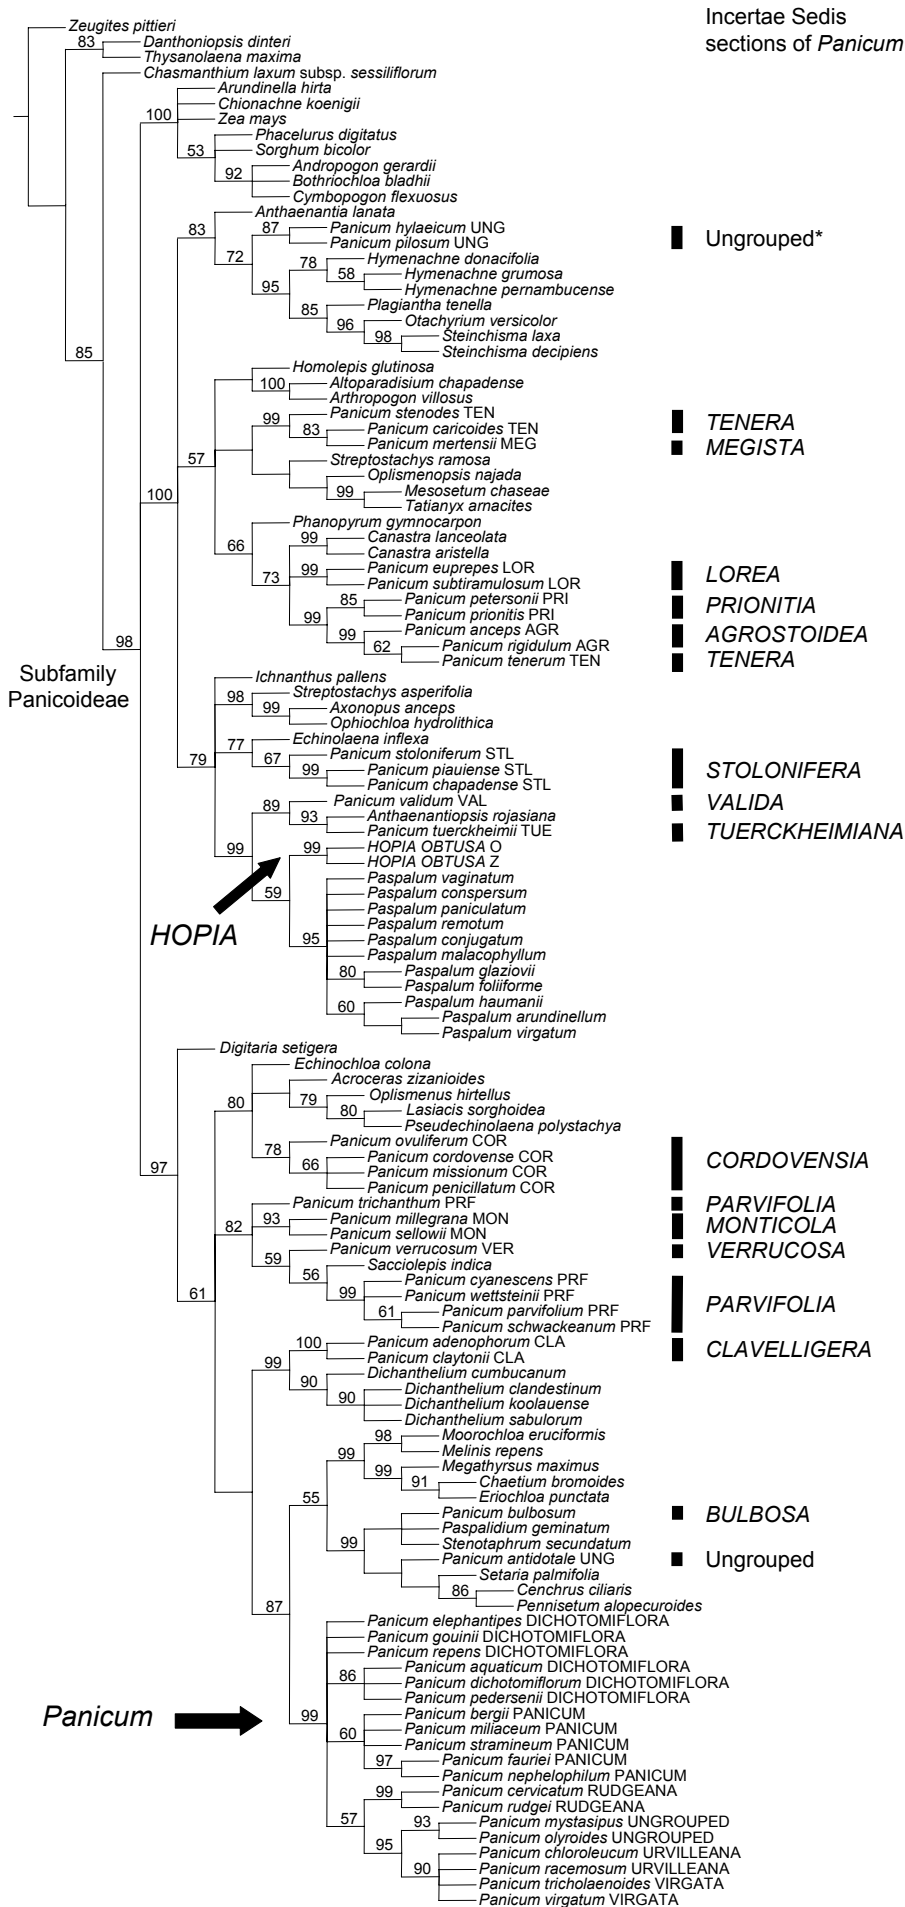 Incertae Sedis
sections of Panicum
Zeugites pittieri
83
Danthoniopsis dinteri
Thysanolaena maxima
Chasmanthium laxum subsp. sessiliflorum
Arundinella hirta
Chionachne koenigii
100
Zea mays
Phacelurus digitatus
53
Sorghum bicolor
Andropogon gerardii
92
Bothriochloa bladhii
Cymbopogon flexuosus
Anthaenantia lanata
83
87
Panicum hylaeicum UNG
Panicum pilosum UNG
Ungrouped*
72
78
Hymenachne donacifolia
58
Hymenachne grumosa
95
Hymenachne pernambucense
85
Plagiantha tenella
96
Otachyrium versicolor
98
Steinchisma laxa
Steinchisma decipiens
85
Homolepis glutinosa
100
Altoparadisium chapadense
Arthropogon villosus
99
Panicum stenodes TEN
TENERA
83
Panicum caricoides TEN
Panicum mertensii MEG
MEGISTA
57
Streptostachys ramosa
Oplismenopsis najada
99
Mesosetum chaseae
100
Tatianyx arnacites
Phanopyrum gymnocarpon
66
99
Canastra lanceolata
Canastra aristella
73
99
Panicum euprepes LOR
LOREA
Panicum subtiramulosum LOR
85
Panicum petersonii PRI
PRIONITIA
99
Panicum prionitis PRI
99
Panicum anceps AGR
AGROSTOIDEA
62
Panicum rigidulum AGR
98
Panicum tenerum TEN
TENERA
Subfamily
Panicoideae
Ichnanthus pallens
98
Streptostachys asperifolia
99
Axonopus anceps
Ophiochloa hydrolithica
79
77
Echinolaena inflexa
67
Panicum stoloniferum STL
99
Panicum piauiense STL
STOLONIFERA
Panicum chapadense STL
89
Panicum validum VAL
VALIDA
93
Anthaenantiopsis rojasiana
Panicum tuerckheimii TUE
TUERCKHEIMIANA
99
99
HOPIA OBTUSA O
HOPIA OBTUSA Z
59
Paspalum vaginatum
Paspalum conspersum
Paspalum paniculatum
HOPIA
Paspalum remotum
95
Paspalum conjugatum
Paspalum malacophyllum
80
Paspalum glaziovii
Paspalum foliiforme
60
Paspalum haumanii
Paspalum arundinellum
Paspalum virgatum
Digitaria setigera
Echinochloa colona
80
Acroceras zizanioides
79
Oplismenus hirtellus
80
Lasiacis sorghoidea
Pseudechinolaena polystachya
78
Panicum ovuliferum COR
66
Panicum cordovense COR
CORDOVENSIA
97
Panicum missionum COR
Panicum penicillatum COR
Panicum trichanthum PRF
PARVIFOLIA
82
93
Panicum millegrana MON
MONTICOLA
Panicum sellowii MON
59
Panicum verrucosum VER
VERRUCOSA
56
Sacciolepis indica
61
99
Panicum cyanescens PRF
Panicum wettsteinii PRF
PARVIFOLIA
61
Panicum parvifolium PRF
Panicum schwackeanum PRF
99
100
Panicum adenophorum CLA
CLAVELLIGERA
Panicum claytonii CLA
90
Dichanthelium cumbucanum
90
Dichanthelium clandestinum
Dichanthelium koolauense
Dichanthelium sabulorum
98
Moorochloa eruciformis
99
Melinis repens
99
Megathyrsus maximus
91
Chaetium bromoides
55
Eriochloa punctata
Panicum bulbosum
BULBOSA
Paspalidium geminatum
99
Stenotaphrum secundatum
Panicum antidotale UNG
Ungrouped
Setaria palmifolia
86
Cenchrus ciliaris
87
Pennisetum alopecuroides
Panicum elephantipes DICHOTOMIFLORA
Panicum gouinii DICHOTOMIFLORA
Panicum repens DICHOTOMIFLORA
Panicum aquaticum DICHOTOMIFLORA
86
Panicum dichotomiflorum DICHOTOMIFLORA
Panicum pedersenii DICHOTOMIFLORA
Panicum
99
Panicum bergii PANICUM
60
Panicum miliaceum PANICUM
Panicum stramineum PANICUM
97
Panicum fauriei PANICUM
Panicum nephelophilum PANICUM
99
Panicum cervicatum RUDGEANA
57
Panicum rudgei RUDGEANA
93
Panicum mystasipus UNGROUPED
95
Panicum olyroides UNGROUPED
Panicum chloroleucum URVILLEANA
90
Panicum racemosum URVILLEANA
Panicum tricholaenoides VIRGATA
Panicum virgatum VIRGATA